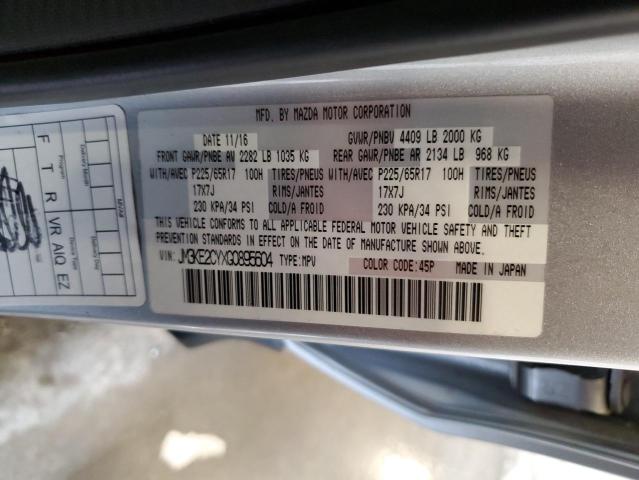 MFD. BY MAZDA MOTOR CORPORATION
DATE 11/16 GVWR/PNBV 4409 LB 2000 KG
FRONT GAWR/PNBE AV 2282 LB 1035 KG REAR GAWR/PNBE AR 2134 LB 968 KG
WITH/AVEC P225/65R17 100H TIRES/PNEUS WITH/AVEC P225/65R17 100H TIRES/PNEUS
17X7J RIMS/JANTES 17X7J RIMS/JANTES
230 KPA/34 PSI COLD/A FROID 230 KPA/34 PSI COLD/A FROID
THIS VEHICLE CONFORMS TO ALL APPLICABLE FEDERAL MOTOR VEHICLE SAFETY AND THEFT
PREVENTION STANDARDS IN EFFECT ON THE DATE OF MANUFACTURE SHOWN ABOVE.
VIN: JM3KE2CYXG0895604 TYPE:MPV COLOR CODE:45P MADE IN JAPAN
F T R VR AIQ EZ